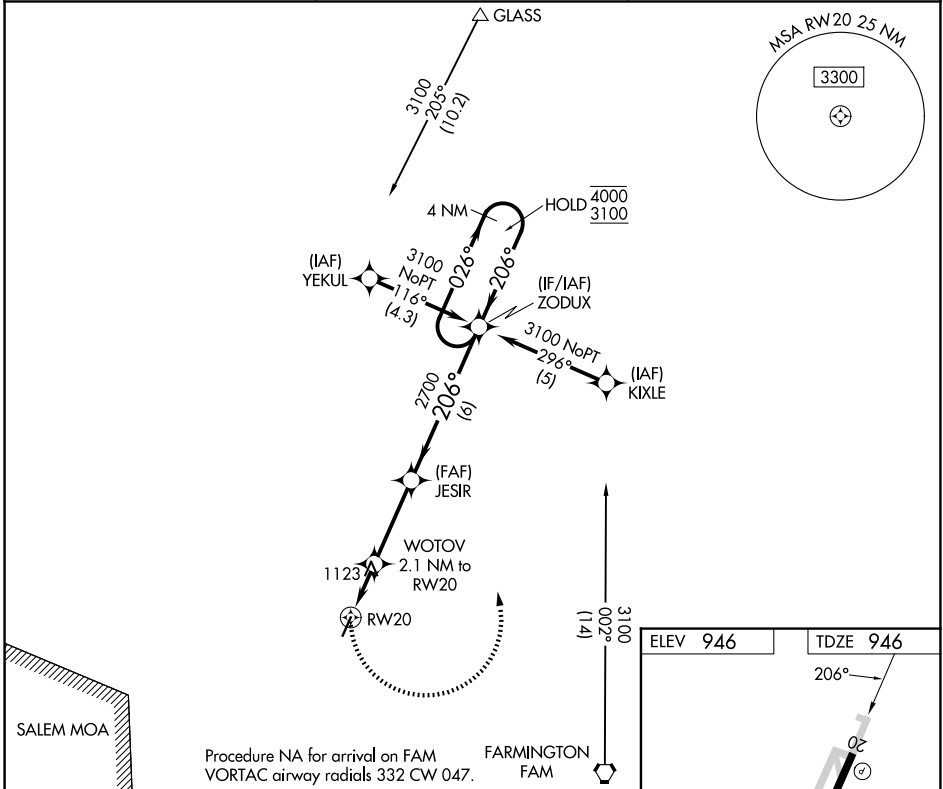 GLASS
3100
205°
(10.2)
MSA RW20 25 NM
3300
4 NM
HOLD
4000
3100
026°
206°
(IAF)
YEKUL
3100
NoPT
116°
(4.3)
(IF/IAF)
ZODUX
3100 NoPT
296°
(5)
(IAF)
KIXLE
2700
206°
(6)
(FAF)
JESIR
WOTOV
2.1 NM to
RW20
1123
RW20
3100
002°
(14)
ELEV 946
TDZE 946
206°
20
P
SALEM MOA
Procedure NA for arrival on FAM
VORTAC airway radials 332 CW 047.
FARMINGTON
FAM